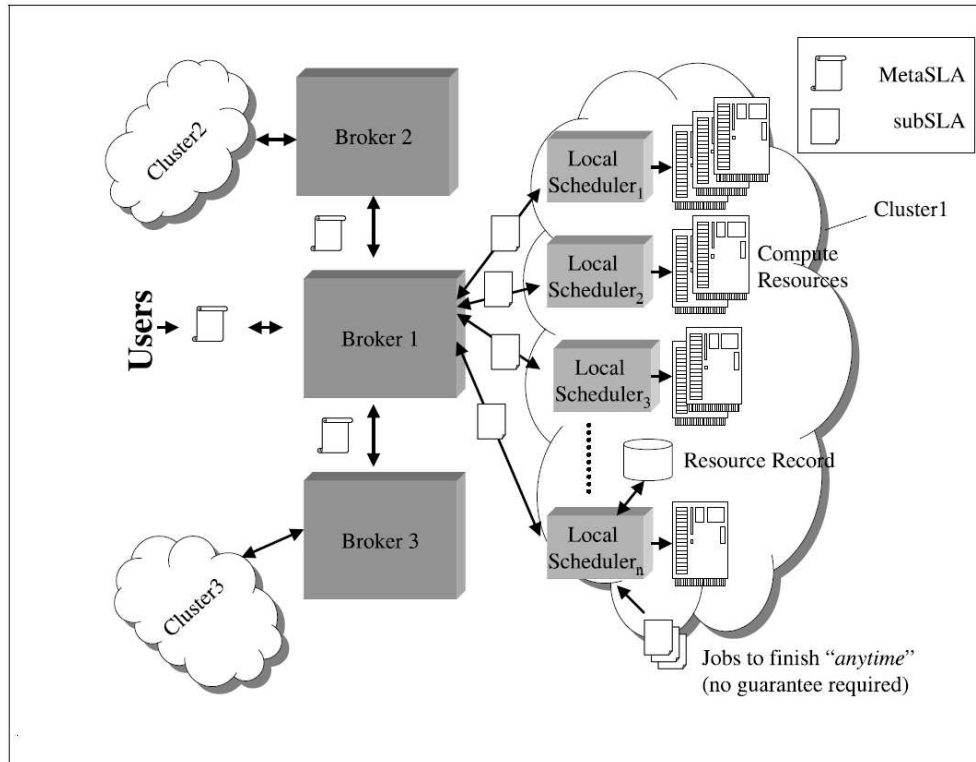 MetaSLA
subSLA
Cluster2
Broker 2
Local
Scheduler1
Cluster1
Local
Scheduler2
Compute
Resources
Users
Broker 1
Local
Scheduler3
Resource Record
Broker 3
Local
Schedulern
Cluster3
Jobs to finish “anytime”
(no guarantee required)